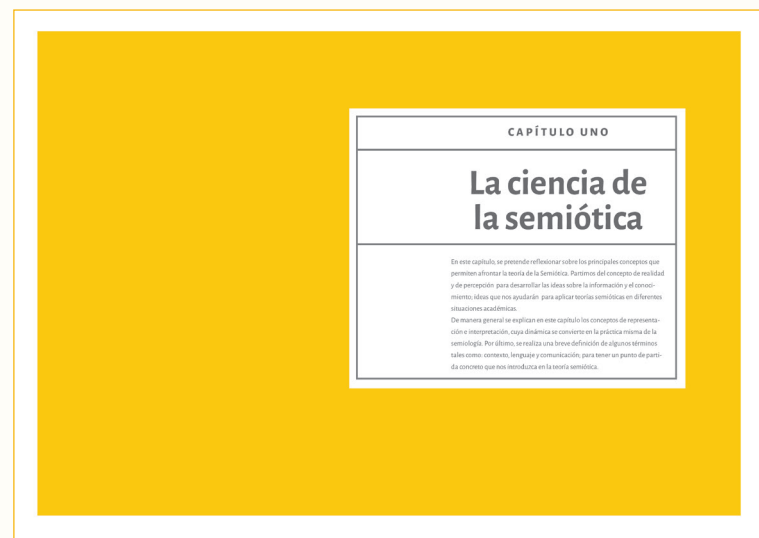 CAPÍTULO UNO
La ciencia de
la semiótica
En este capítulo, se pretende reflexionar sobre los principales conceptos que
permiten afrontar la teoría de la Semiótica. Partimos del concepto de realidad
y de percepción para desarrollar las ideas sobre la información y el conoci-
miento; ideas que nos ayudarán para aplicar teorías semióticas en diferentes
situaciones académicas.
De manera general se explican en este capítulo los conceptos de representa-
ción e interpretación, cuya dinámica se convierte en la práctica misma de la
semiología. Por último, se realiza una breve definición de algunos términos
tales como: contexto, lenguaje y comunicación; para tener un punto de parti-
da concreto que nos introduzca en la teoría semiótica.